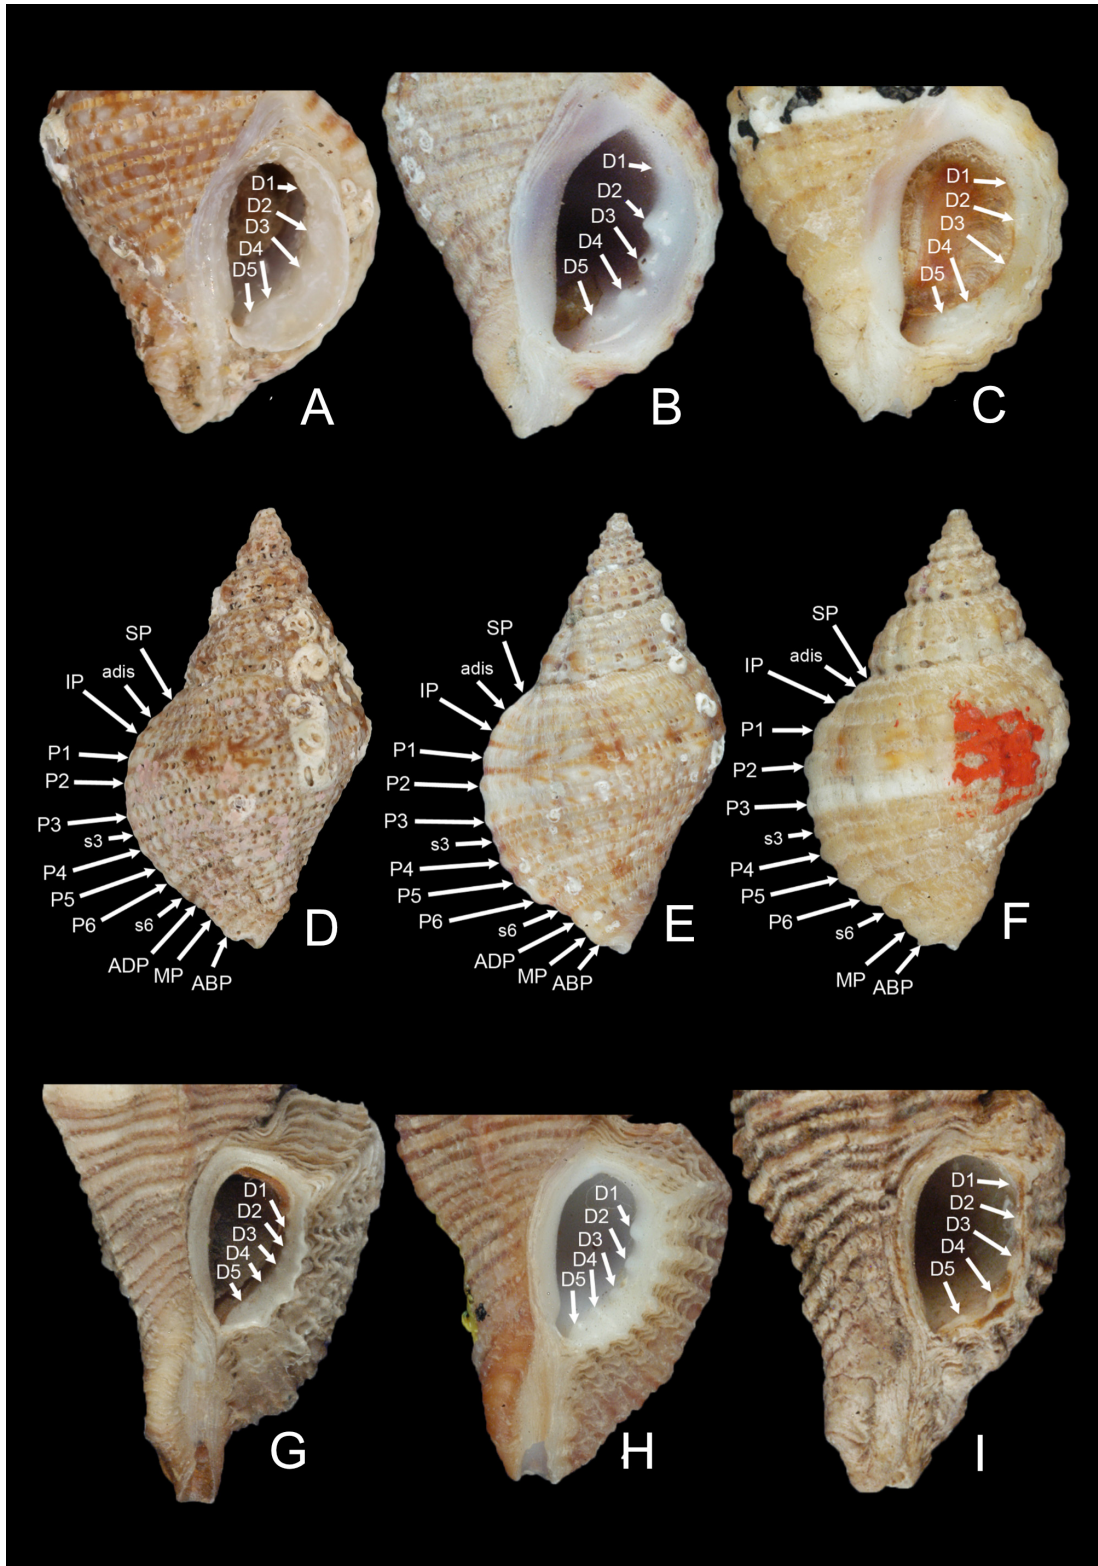 D1
D2
D3
D4
D5
A
D1
D2
D3
D4
D5
B
D1
D2
D3
D4
D5
C
SP
adis
IP
P1
P2
P3
s3
P4
P5
P6
s6
ADP
MP
ABP
D
SP
adis
IP
P1
P2
P3
s3
P4
P5
P6
s6
ADP
MP
ABP
E
SP
adis
IP
P1
P2
P3
s3
P4
P5
P6
s6
MP
ABP
F
D1
D2
D3
D4
D5
G
D1
D2
D3
D4
D5
H
D1
D2
D3
D4
D5
I